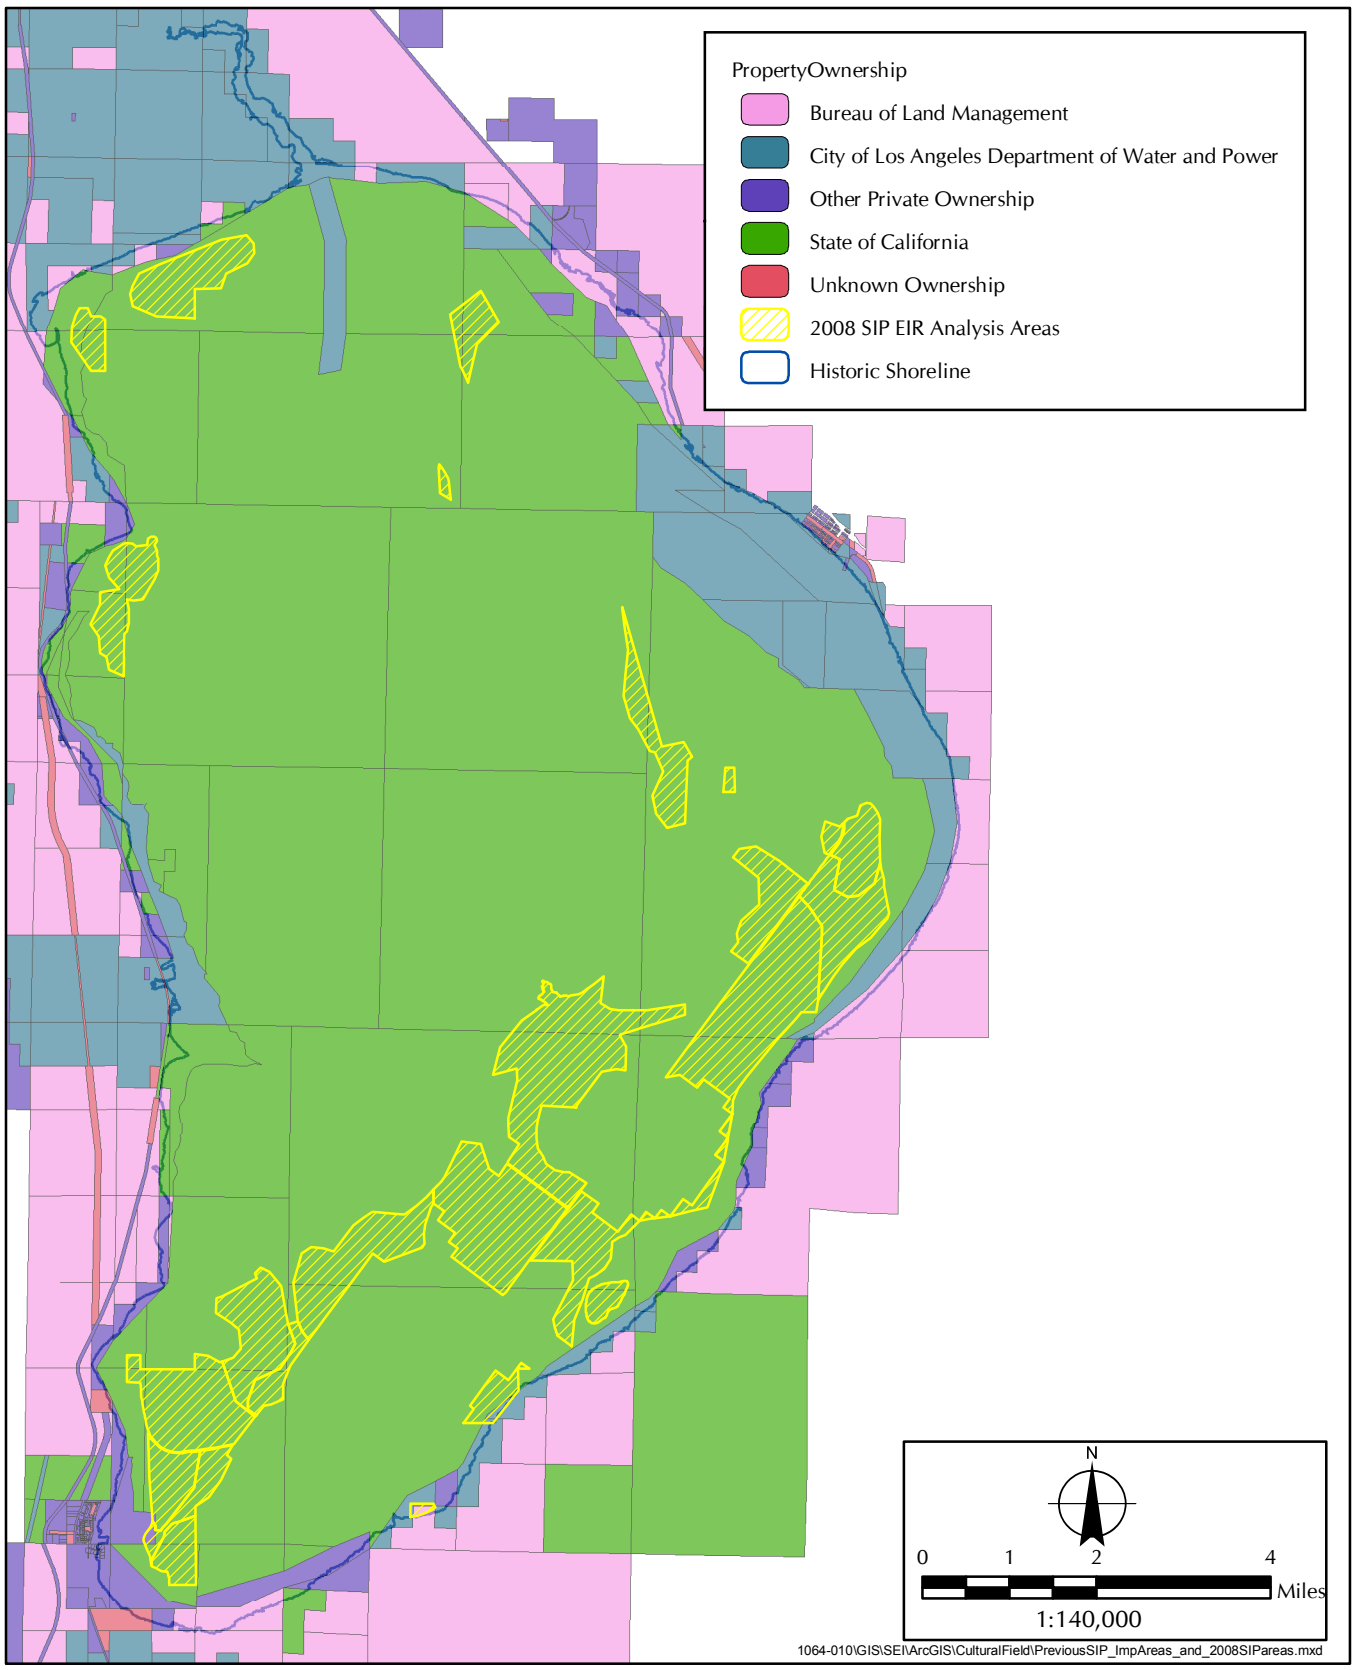 PropertyOwnership
Bureau of Land Management
City of Los Angeles Department of Water and Power
Other Private Ownership
State of California
Unknown Ownership
2008 SIP EIR Analysis Areas
Historic Shoreline
N
0 1 2 4
Miles
1:140,000
1064-010\GIS\SEI\ArcGIS\CulturalField\PreviousSIP_ImpAreas_and_2008SIPareas.mxd